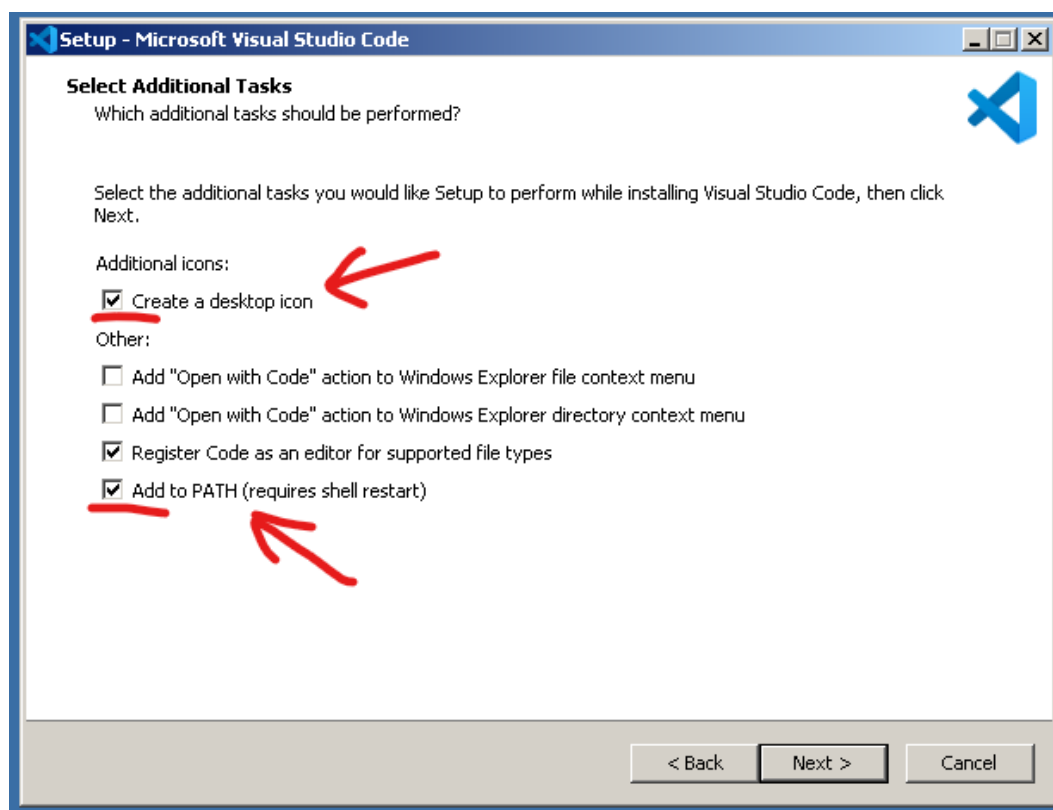 Setup - Microsoft Visual Studio Code
Select Additional Tasks
Which additional tasks should be performed?
Select the additional tasks you would like Setup to perform while installing Visual Studio Code, then click
Next.
Additional icons:
Create a desktop icon
Other:
Add "Open with Code" action to Windows Explorer file context menu
Add "Open with Code" action to Windows Explorer directory context menu
Register Code as an editor for supported file types
Add to PATH (requires shell restart)
< Back Next > Cancel